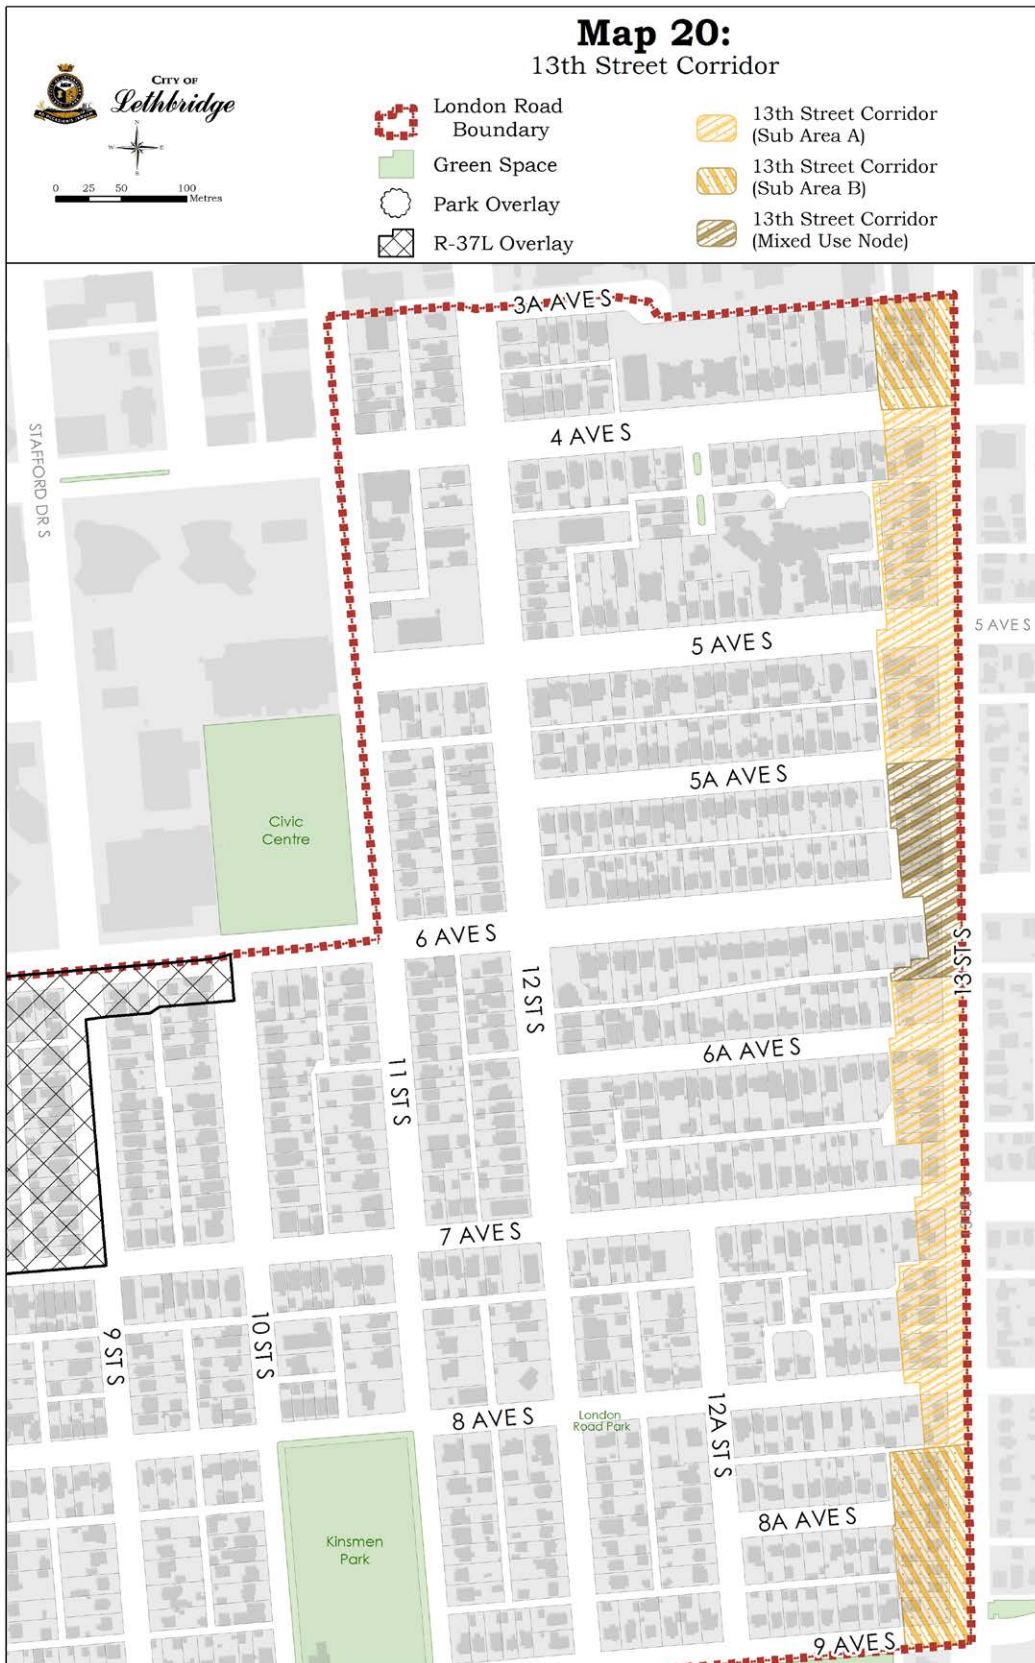 Map 20:
13th Street Corridor
CITY OF
Lethbridge
N
W E
S
0 25 50 100
Metres
London Road
Boundary
Green Space
Park Overlay
R-37L Overlay
13th Street Corridor
(Sub Area A)
13th Street Corridor
(Sub Area B)
13th Street Corridor
(Mixed Use Node)
3A AVE S
STAFFORD DR S
4 AVE S
5 AVE S
5 AVE S
5A AVE S
Civic
Centre
6 AVE S
12 ST S
13 ST S
6A AVE S
11 ST S
7 AVE S
10 ST S
9 ST S
8 AVE S
London
Road Park
12A ST S
8A AVE S
Kinsmen
Park
9 AVE S